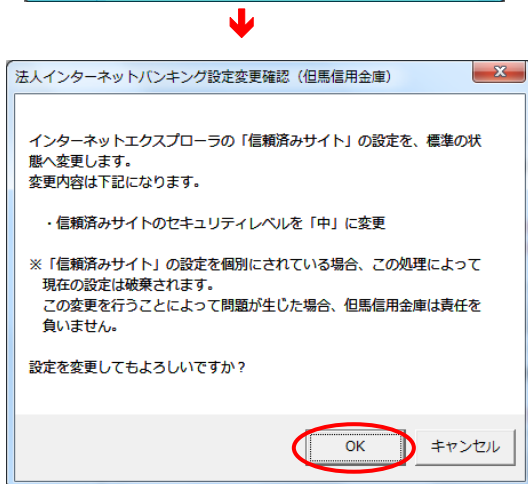 法人インターネットバンキング設定変更確認（但馬信用金庫）
インターネットエクスプローラの「信頼済みサイト」の設定を、標準の状
態へ変更します。
変更内容は下記になります。
・信頼済みサイトのセキュリティレベルを「中」に変更
※「信頼済みサイト」の設定を個別にされている場合、この処理によって
現在の設定は破棄されます。
この変更を行うことによって問題が生じた場合、但馬信用金庫は責任を
負いません。
設定を変更してもよろしいですか？
OK キャンセル